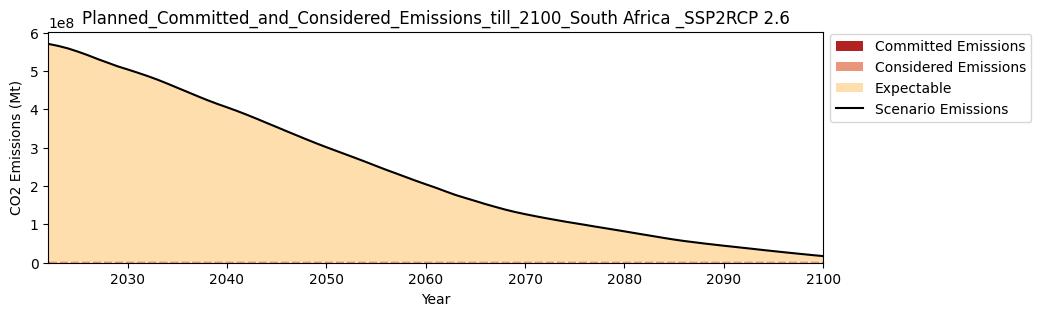 Planned_Committed_and_Considered_Emissions_till_2100_South Africa _SSP2RCP 2.6
1e8
6
5
4
3
2
1
0
CO2 Emissions (Mt)
2030 2040 2050 2060 2070 2080 2090 2100
Year
Committed Emissions
Considered Emissions
Expectable
Scenario Emissions